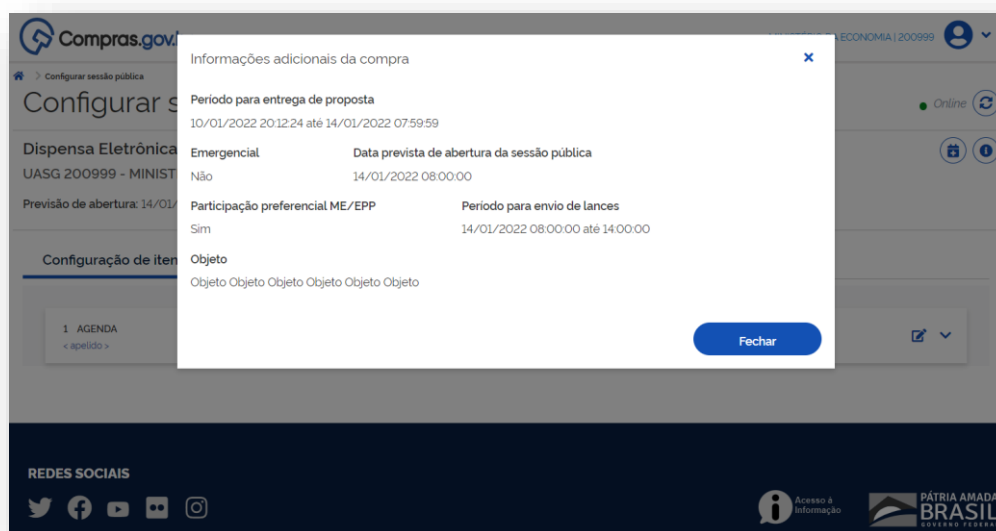 Compras.gov.
ECONOMIA | 200999
Configurar sessão pública
Configurar s
Online
Dispensa Eletrônica
UASG 200999 - MINIST
Previsão de abertura: 14/01/
Configuração de iten
1 AGENDA
< apelido >
Informações adicionais da compra
Período para entrega de proposta
10/01/2022 20:12:24 até 14/01/2022 07:59:59
Emergencial Data prevista de abertura da sessão pública
Não 14/01/2022 08:00:00
Participação preferencial ME/EPP Período para envio de lances
Sim 14/01/2022 08:00:00 até 14:00:00
Objeto
Objeto Objeto Objeto Objeto Objeto Objeto
Fechar
REDES SOCIAIS
Acesso à
Informação
PÁTRIA AMADA
BRASIL
GOVERNO FEDERAL